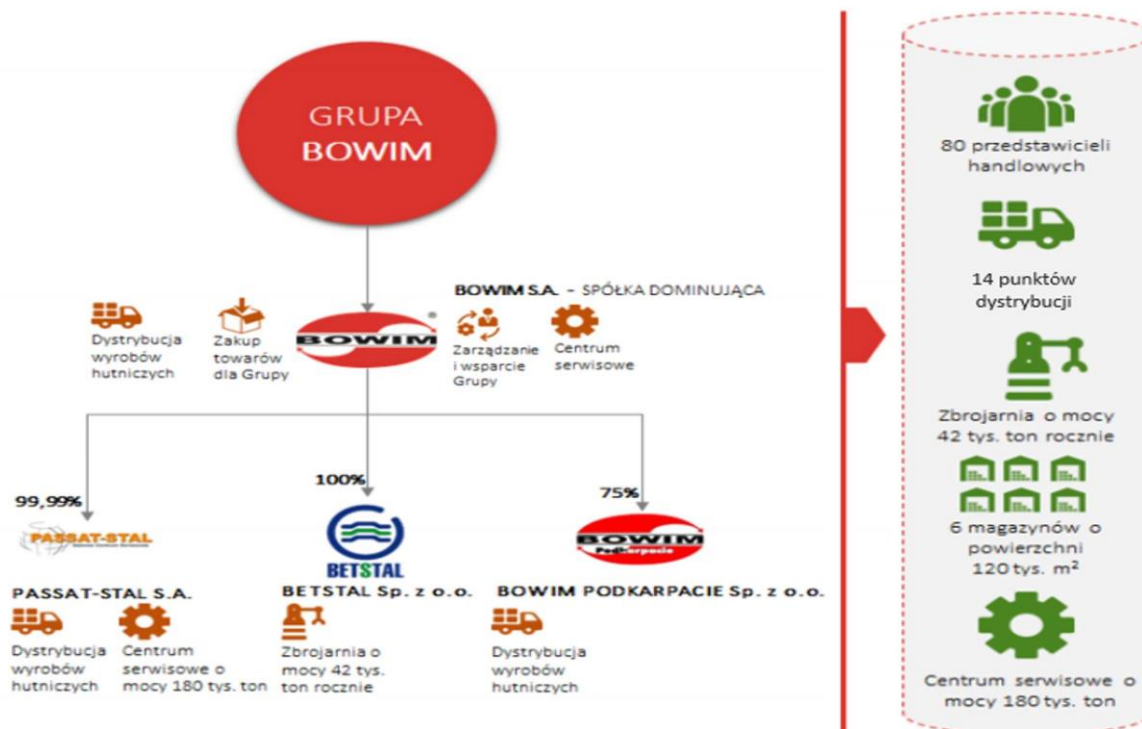 GRUPA
BOWIM
BOWIM S.A. – SPÓŁKA DOMINUJĄCA
Dystrybucja
wyrobów
hutniczych
Zakup
towarów
dla Grupy
BOWIM
®
Zarządzanie
i wsparcie
Grupy
Centrum
serwisowe
99,99%
100%
75%
PASSAT-STAL
BETSTAL
BOWIM
Podkarpacie
PASSAT-STAL S.A.
Dystrybucja
wyrobów
hutniczych
Centrum
serwisowe o
mocy 180 tys. ton
BETSTAL Sp. z o.o.
Zbrojarnia o
mocy 42 tys.
ton rocznie
BOWIM PODKARPACIE Sp. z o.o.
Dystrybucja
wyrobów
hutniczych
80 przedstawicieli
handlowych
14 punktów
dystrybucji
Zbrojarnia o mocy
42 tys. ton rocznie
6 magazynów o
powierzchni
120 tys. m²
Centrum serwisowe o
mocy 180 tys. ton